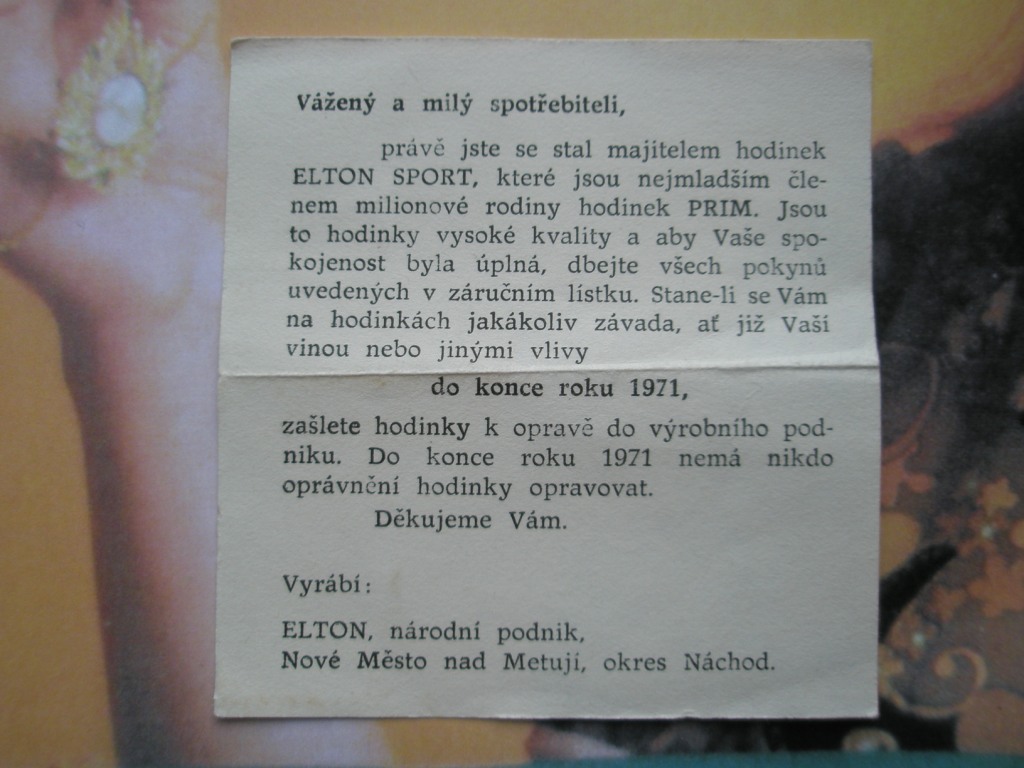 Vážený a milý spotřebiteli,
právě jste se stal majitelem hodinek
ELTON SPORT, které jsou nejmladším čle-
nem milionové rodiny hodinek PRIM. Jsou
to hodinky vysoké kvality a aby Vaše spo-
kojenost byla úplná, dbejte všech pokynů
uvedených v záručním lístku. Stane-li se Vám
na hodinkách jakákoliv závada, ať již Vaší
vinou nebo jinými vlivy
do konce roku 1971,
zašlete hodinky k opravě do výrobního pod-
niku. Do konce roku 1971 nemá nikdo
oprávnění hodinky opravovat.
Děkujeme Vám.
Vyrábí:
ELTON, národní podnik,
Nové Město nad Metují, okres Náchod.